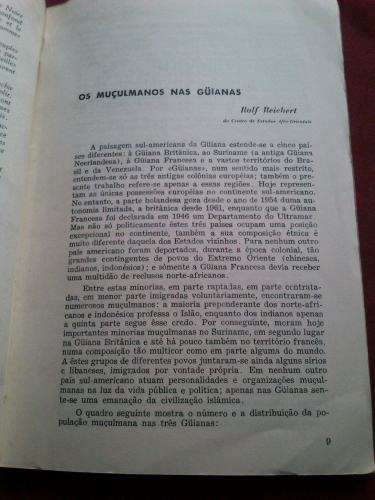 OS MUÇULMANOS NAS GÜIANAS
Rolf Reichert
do Centro de Estudos Afro-Orientais
A paisagem sul-americana da Güiana estende-se a cinco paí-
ses diferentes: à Güiana Britânica, ao Suriname (a antiga Güiana
Neerlandesa), à Güiana Francesa e a vastos territórios do Bra-
sil e da Venezuela. Por «Güianas», num sentido mais restrito,
entendem-se só as três antigas colônias européias; também o pre-
sente trabalho refere-se apenas a essas regiões. Hoje represen-
tam as únicas possessões européias no continente sul-americano.
No entanto, a parte holandesa goza desde o ano de 1954 duma au-
tonomia limitada, a britânica desde 1961, enquanto que a Güiana
Francesa foi declarada em 1946 um Departamento do Ultramar.
Mas não só politicamente êstes três países ocupam uma posição
excepcional no continente, também a sua composição étnica é
muito diferente daquela dos Estados vizinhos. Para nenhum outro
país americano foram deportados, durante a época colonial, tão
grandes contingentes de povos do Extremo Oriente (chineses,
indianos, indonésios); e sòmente a Güiana Francesa devia receber
uma multidão de reclusos norte-africanos.
Entre estas minorias, em parte raptadas, em parte contrata-
das, em menor parte imigradas voluntàriamente, encontraram-se
numerosos muçulmanos: a maioria preponderante dos norte-afri-
canos e indonésios professa o Islão, enquanto dos indianos apenas
a quinta parte segue êsse credo. Por conseguinte, moram hoje
importantes minorias muçulmanas no Suriname, em segundo lugar
na Güiana Britânica e até há pouco também no território francês,
numa composição tão multicor como em parte alguma do mundo.
A êstes grupos de diferentes povos juntaram-se ainda alguns sírios
e libaneses, imigrados por vontade própria. Em nenhum outro
país sul-americano atuam personalidades e organizações muçul-
manas na luz da vida pública e política; apenas nas Güianas sen-
te-se uma emanação da civilização islâmica.
O quadro seguinte mostra o número e a distribuição da po-
pulação muçulmana nas três Güianas:
9